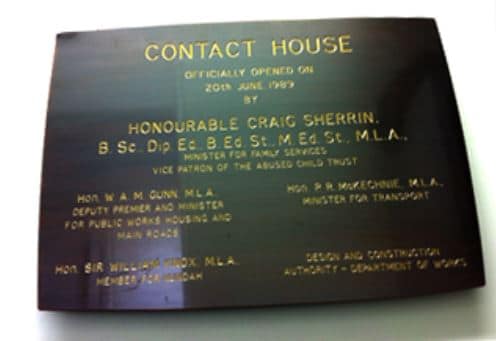 CONTACT HOUSE
OFFICIALLY OPENED ON
20th JUNE, 1989
BY
HONOURABLE CRAIG SHERRIN,
B. Sc., Dip. Ed., B. Ed. St., M. Ed. St., M.L.A.,
MINISTER FOR FAMILY SERVICES
VICE PATRON OF THE ABUSED CHILD TRUST
HON. W. A. M. GUNN, M.L.A.
DEPUTY PREMIER AND MINISTER
FOR PUBLIC WORKS HOUSING AND
MAIN ROADS
HON. P. R. McKECHNIE, M.L.A.,
MINISTER FOR TRANSPORT
HON. SIR WILLIAM KNOX, M.L.A.
MEMBER FOR NUNDAH
DESIGN AND CONSTRUCTION
AUTHORITY - DEPARTMENT OF WORKS